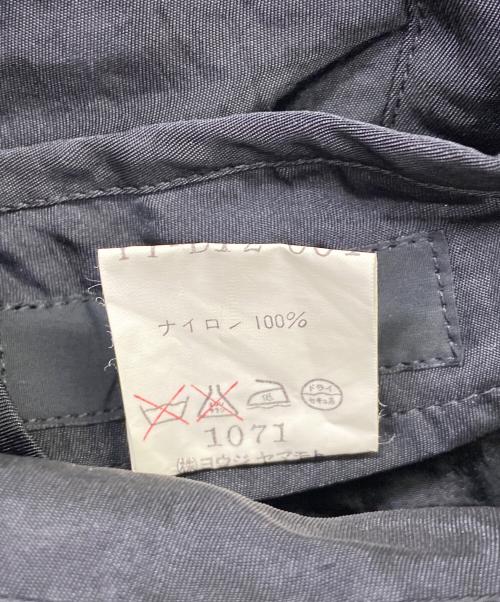 ナイロン 100%
低
ドライ
セキユ系
1071
㈱ヨウジヤマモト